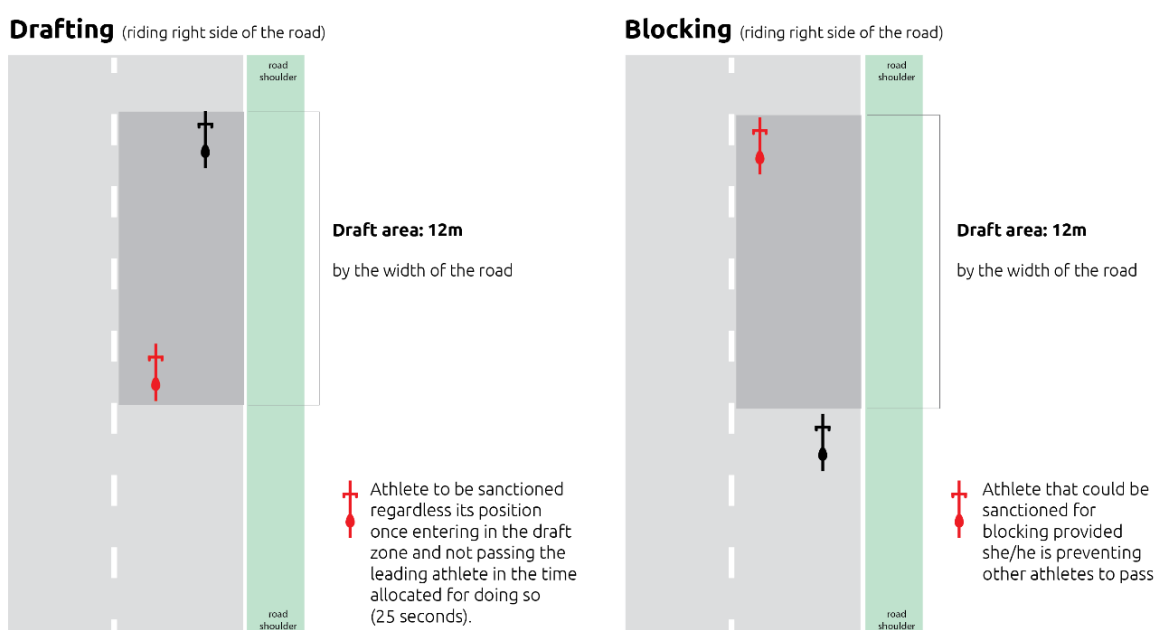 Drafting (riding right side of the road)
road
shoulder
Draft area: 12m
by the width of the road
Athlete to be sanctioned
regardless its position
once entering in the draft
zone and not passing the
leading athlete in the time
allocated for doing so
(25 seconds).
road
shoulder
Blocking (riding right side of the road)
road
shoulder
Draft area: 12m
by the width of the road
Athlete that could be
sanctioned for
blocking provided
she/he is preventing
other athletes to pass
road
shoulder